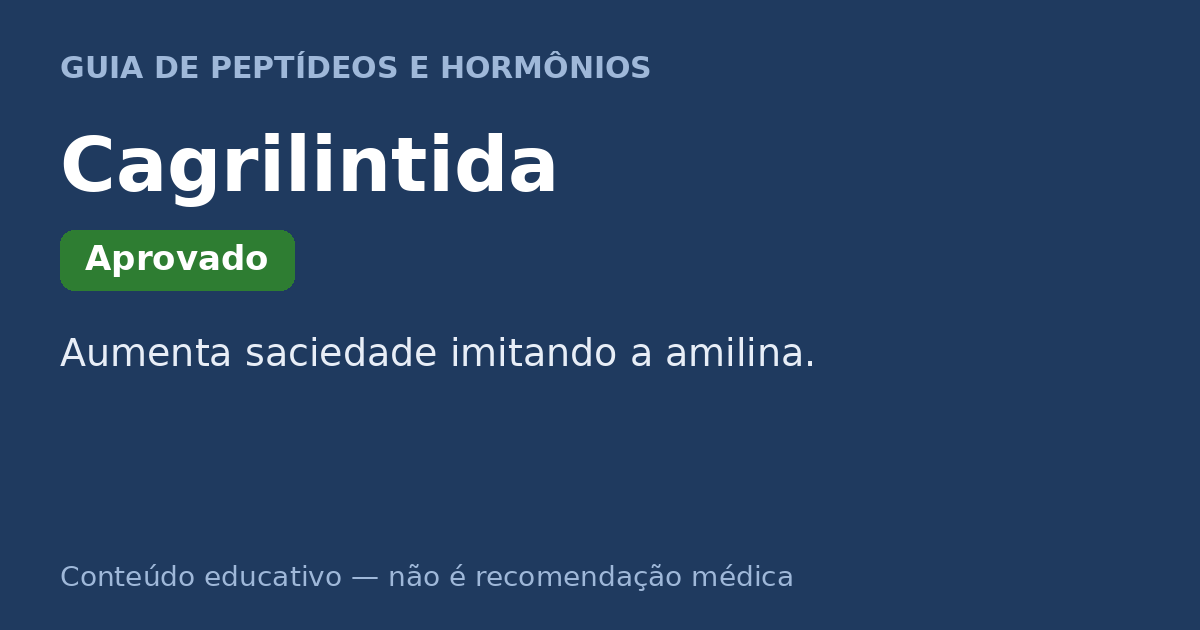 GUIA DE PEPTÍDEOS E HORMÔNIOS
Cagrilintida
Aprovado
Aumenta saciedade imitando a amilina.
Conteúdo educativo — não é recomendação médica